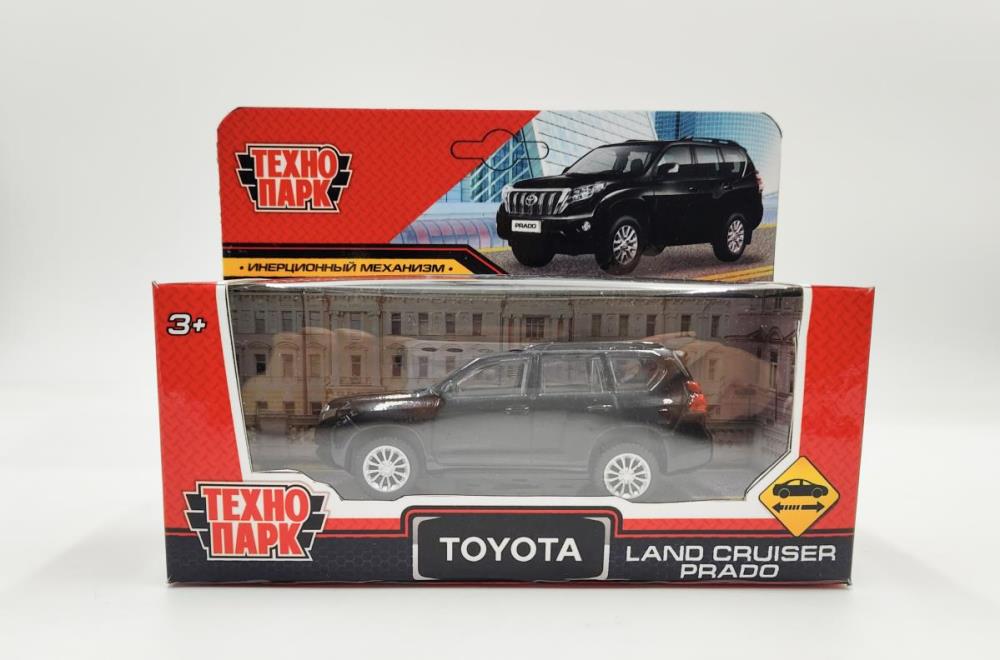 ТЕХНО
ПАРК
PRADO
• ИНЕРЦИОННЫЙ МЕХАНИЗМ •
3+
ТЕХНО
ПАРК
TOYOTA
LAND CRUISER
PRADO